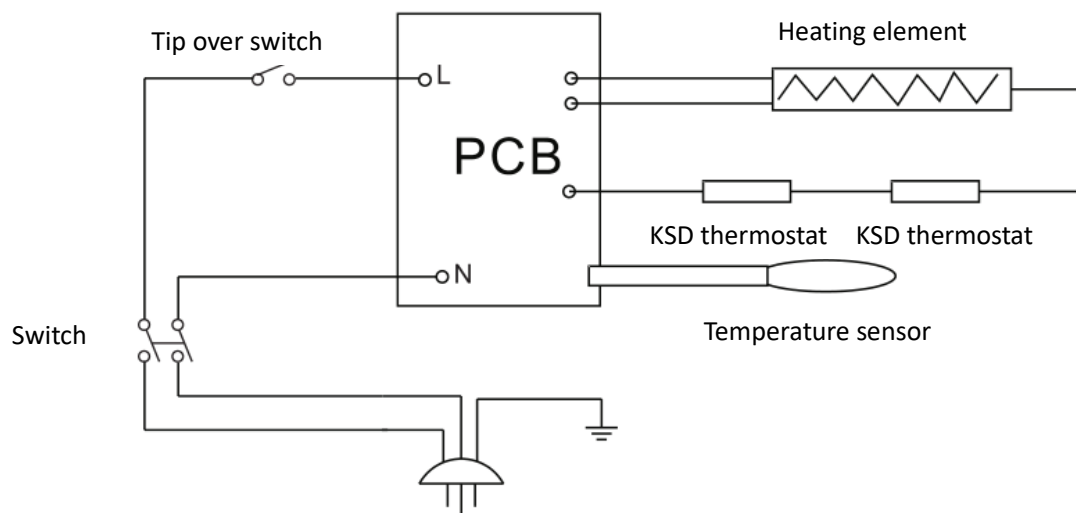 Tip over switch
Heating element
L
PCB
KSD thermostat
KSD thermostat
N
Temperature sensor
Switch